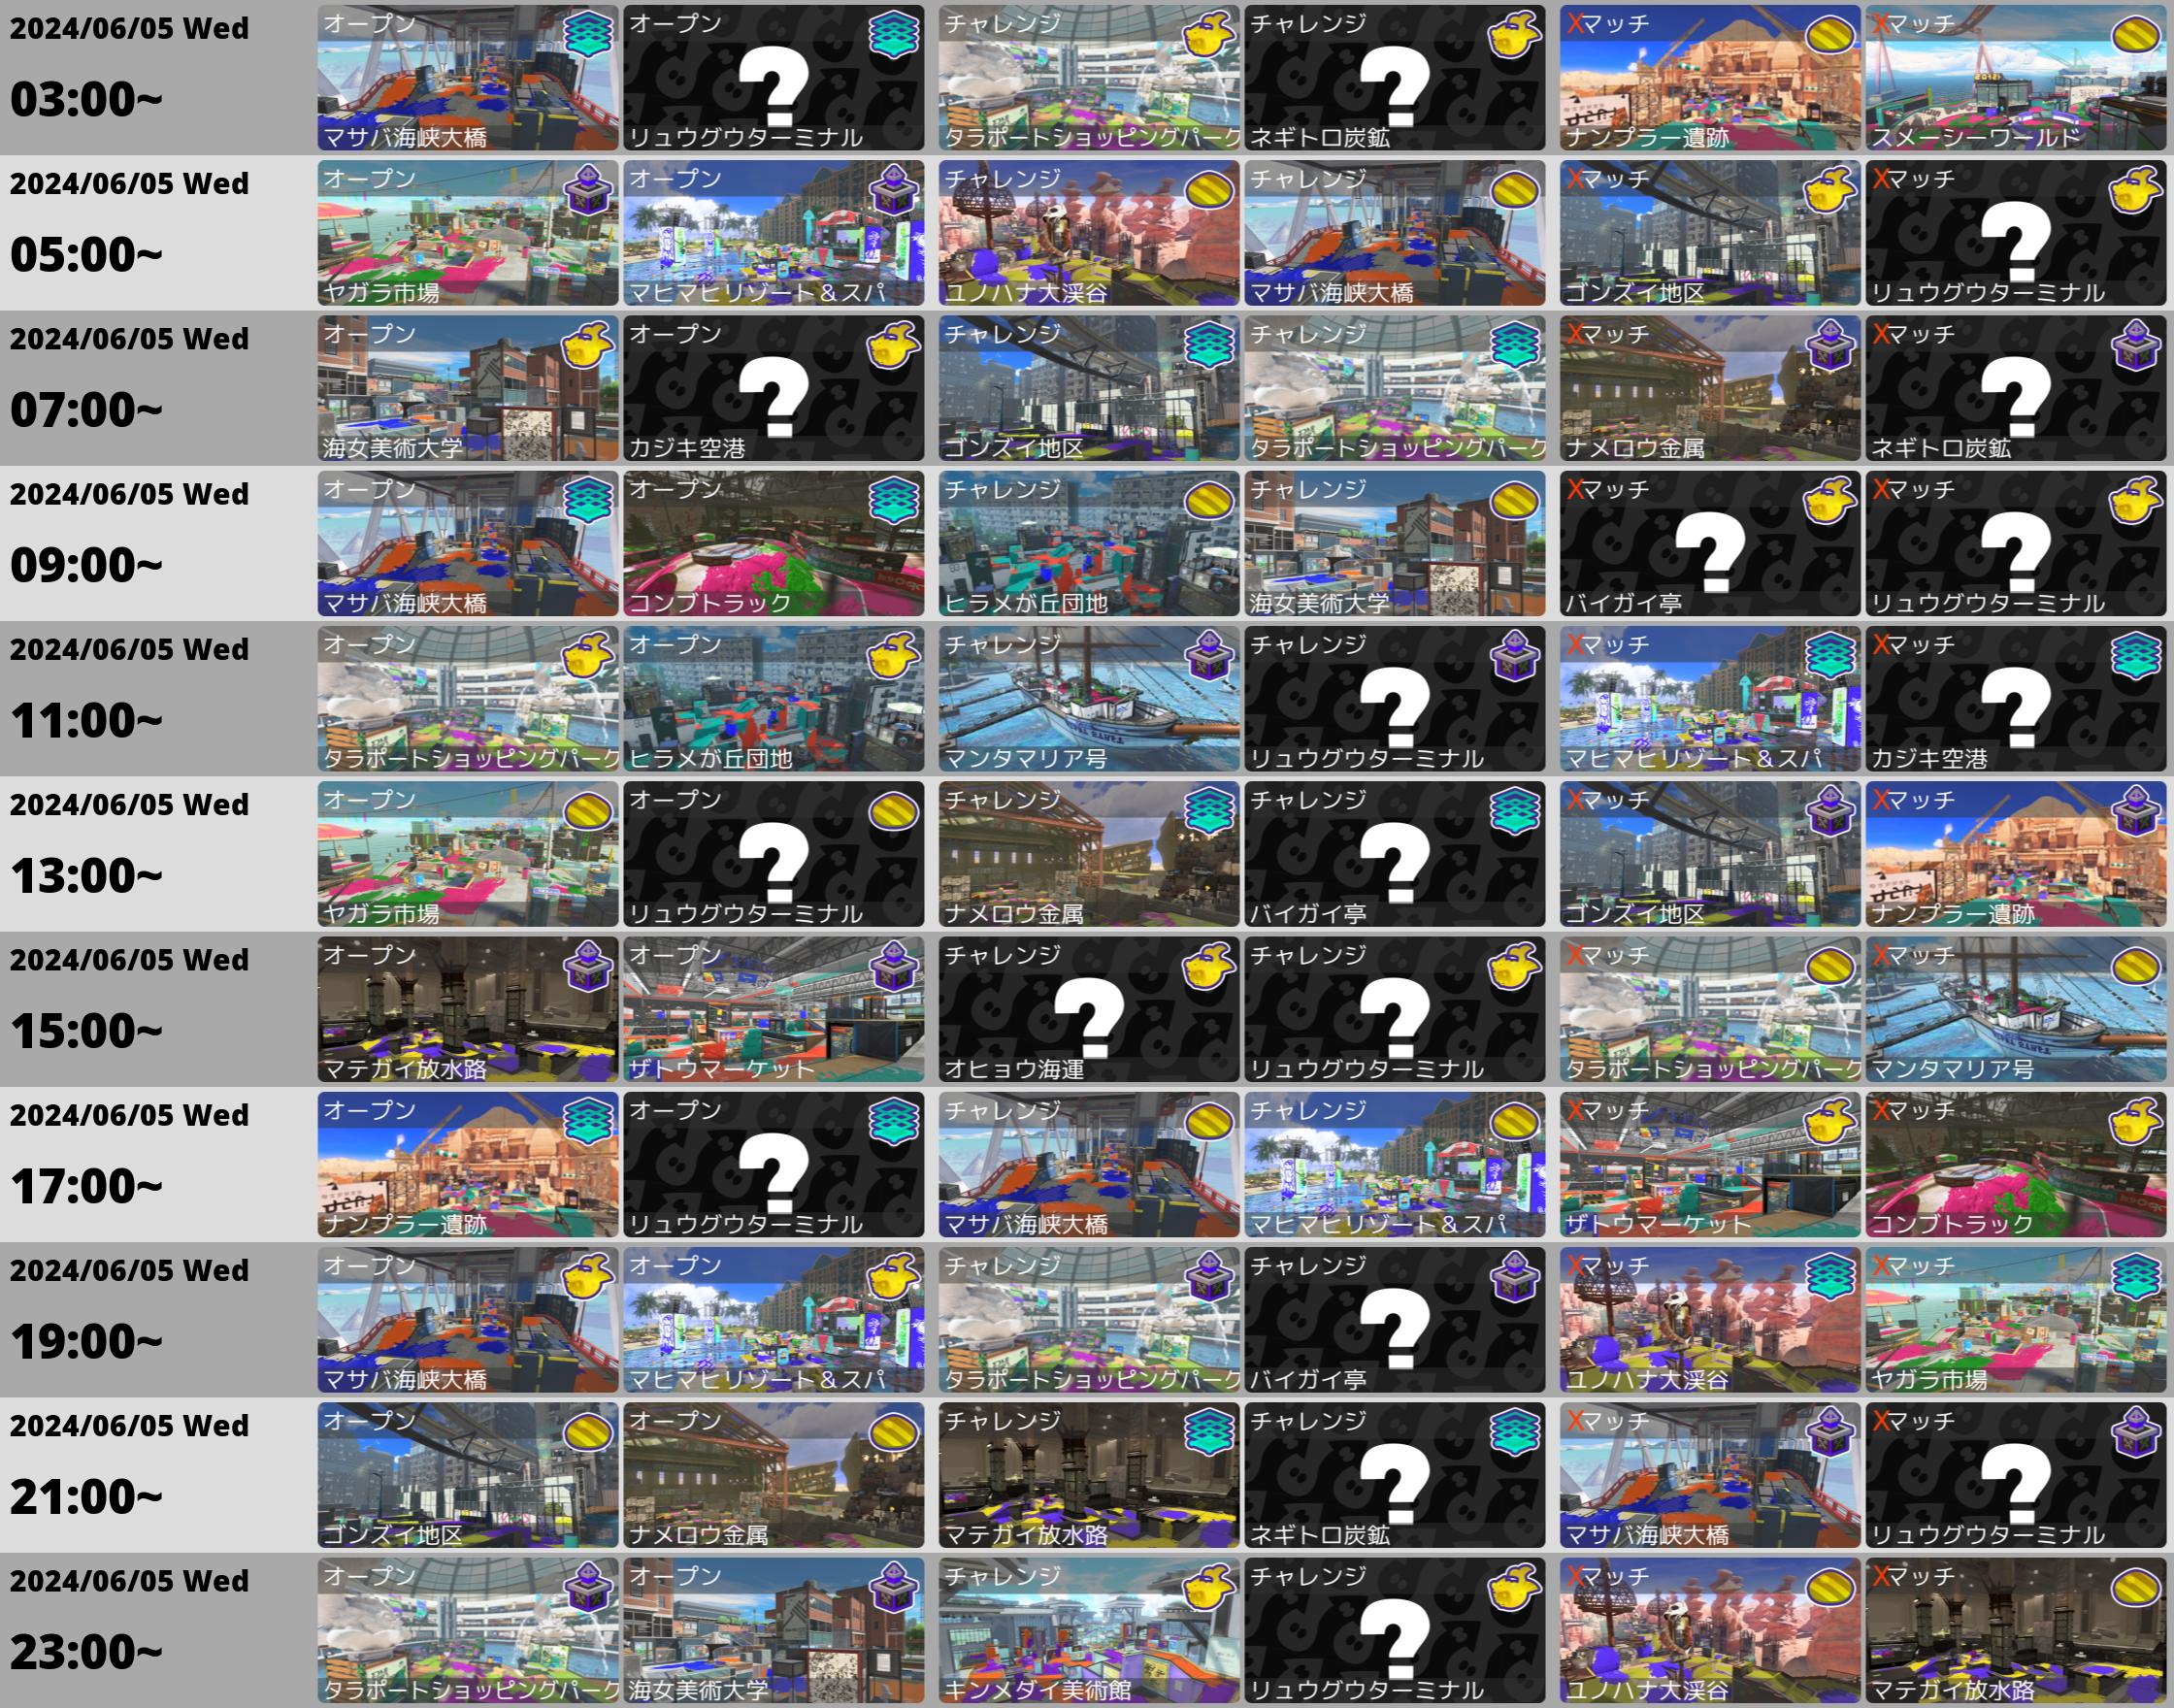 2024/06/05 Wed
03:00~
オープン
マサバ海峡大橋
オープン
リュウグウターミナル
チャレンジ
タラポートショッピングパーク
チャレンジ
ネギトロ炭鉱
Xマッチ
ナンプラー遺跡
Xマッチ
スメーシーワールド
2024/06/05 Wed
05:00~
オープン
ヤガラ市場
オープン
マヒマヒリゾート＆スパ
チャレンジ
ユノハナ大渓谷
チャレンジ
マサバ海峡大橋
Xマッチ
ゴンズイ地区
Xマッチ
リュウグウターミナル
2024/06/05 Wed
07:00~
オープン
海女美術大学
オープン
カジキ空港
チャレンジ
ゴンズイ地区
チャレンジ
タラポートショッピングパーク
Xマッチ
ナメロウ金属
Xマッチ
ネギトロ炭鉱
2024/06/05 Wed
09:00~
オープン
マサバ海峡大橋
オープン
コンブトラック
チャレンジ
ヒラメが丘団地
チャレンジ
海女美術大学
Xマッチ
バイガイ亭
Xマッチ
リュウグウターミナル
2024/06/05 Wed
11:00~
オープン
タラポートショッピングパーク
オープン
ヒラメが丘団地
チャレンジ
マンタマリア号
チャレンジ
リュウグウターミナル
Xマッチ
マヒマヒリゾート＆スパ
Xマッチ
カジキ空港
2024/06/05 Wed
13:00~
オープン
ヤガラ市場
オープン
リュウグウターミナル
チャレンジ
ナメロウ金属
チャレンジ
バイガイ亭
Xマッチ
ゴンズイ地区
Xマッチ
ナンプラー遺跡
2024/06/05 Wed
15:00~
オープン
マテガイ放水路
オープン
ザトウマーケット
チャレンジ
オヒョウ海運
チャレンジ
リュウグウターミナル
Xマッチ
タラポートショッピングパーク
Xマッチ
マンタマリア号
2024/06/05 Wed
17:00~
オープン
ナンプラー遺跡
オープン
リュウグウターミナル
チャレンジ
マサバ海峡大橋
チャレンジ
マヒマヒリゾート＆スパ
Xマッチ
ザトウマーケット
Xマッチ
コンブトラック
2024/06/05 Wed
19:00~
オープン
マサバ海峡大橋
オープン
マヒマヒリゾート＆スパ
チャレンジ
タラポートショッピングパーク
チャレンジ
バイガイ亭
Xマッチ
ユノハナ大渓谷
Xマッチ
ヤガラ市場
2024/06/05 Wed
21:00~
オープン
ゴンズイ地区
オープン
ナメロウ金属
チャレンジ
マテガイ放水路
チャレンジ
ネギトロ炭鉱
Xマッチ
マサバ海峡大橋
Xマッチ
リュウグウターミナル
2024/06/05 Wed
23:00~
オープン
タラポートショッピングパーク
オープン
海女美術大学
チャレンジ
キンメダイ美術館
チャレンジ
リュウグウターミナル
Xマッチ
ユノハナ大渓谷
Xマッチ
マテガイ放水路